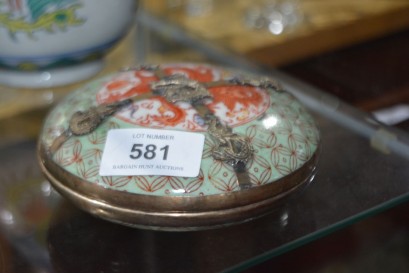 LOT NUMBER
581
BARGAIN HUNT AUCTIONS